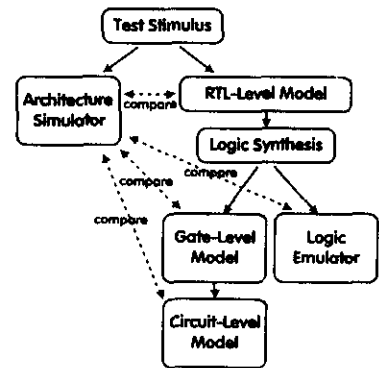 Test Stimulus
Architecture
Simulator
compare
RTL-Level Model
Logic Synthesis
compare
comppre
compare
Gate-Level
Model
Logic
Emulator
Circuit-Level
Model